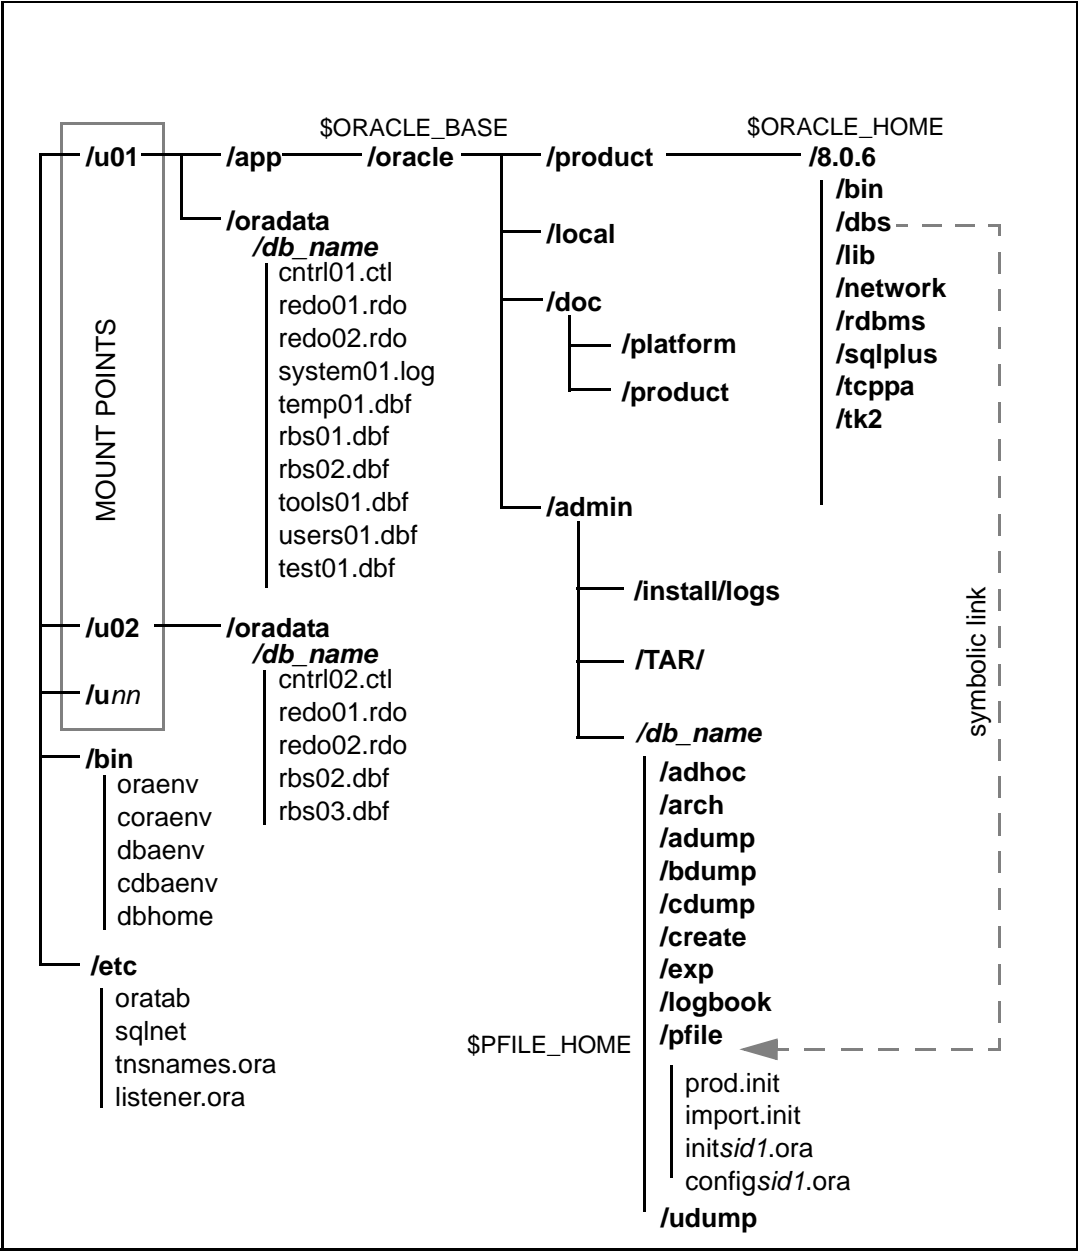 $ORACLE_BASE
$ORACLE_HOME
/u01
/app
/oracle
/product
/8.0.6
/bin
/dbs
/lib
/network
/rdbms
/sqlplus
/tcppa
/tk2
/oradata
/db_name
cntrl01.ctl
redo01.rdo
redo02.rdo
system01.log
temp01.dbf
rbs01.dbf
rbs02.dbf
tools01.dbf
users01.dbf
test01.dbf
/local
/doc
/platform
/product
/admin
/install/logs
/TAR/
/db_name
/adhoc
/arch
/adump
/bdump
/cdump
/create
/exp
/logbook
/pfile
$PFILE_HOME
prod.init
import.init
initsid1.ora
configsid1.ora
/udump
symbolic link
MOUNT POINTS
/u02
/oradata
/db_name
cntrl02.ctl
redo01.rdo
redo02.rdo
rbs02.dbf
rbs03.dbf
/unn
/bin
oraenv
coraenv
dbaenv
cdbaenv
dbhome
/etc
oratab
sqlnet
tnsnames.ora
listener.ora